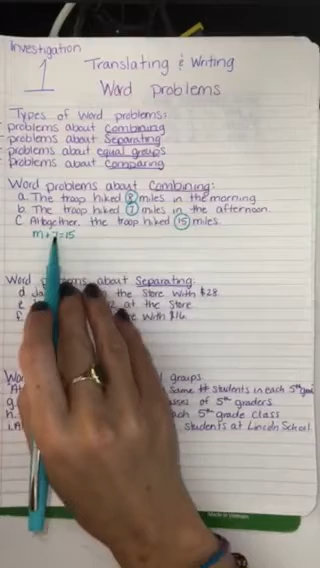 Investigation
1
Translating & Writing
Word problems
Types of Word problems:
problems about Combining
problems about Separating
problems about equal groups
problems about Comparing
Word problems about Combining:
a. The troop hiked 8 miles in the morning
b. The troop hiked 7 miles in the afternoon.
C. Altogether, the troop hiked 15 miles.
m+7=15
Word about Separating:
d. the Store with $28
e at the Store
with $16
groups
Same # students in each 5th
g of 5th graders
h. 5th grade class
i. students at Lincoln School.
Made in Vietnam